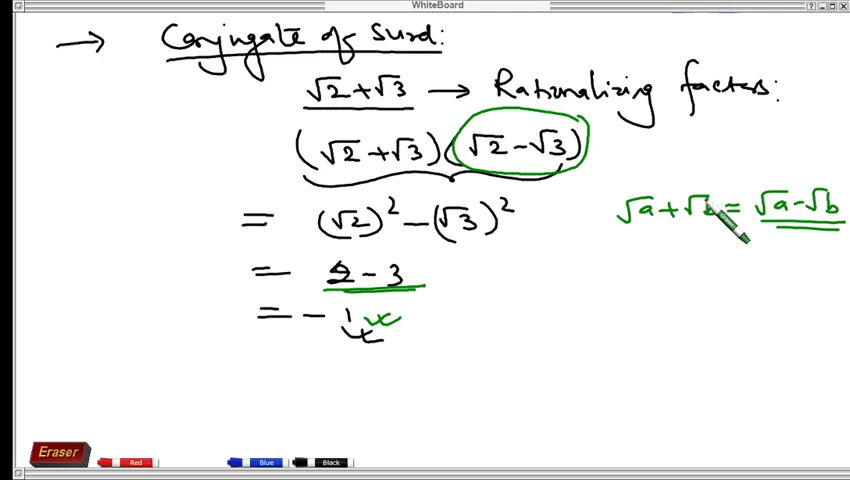 WhiteBoard
→ Conjugate of Surd:
√2 + √3 → Rationalizing factors:
(√2 + √3) (√2 − √3)
= (√2)² − (√3)²
√a + √b = √a − √b
= 2 − 3
= − 1
Eraser Red Blue Black